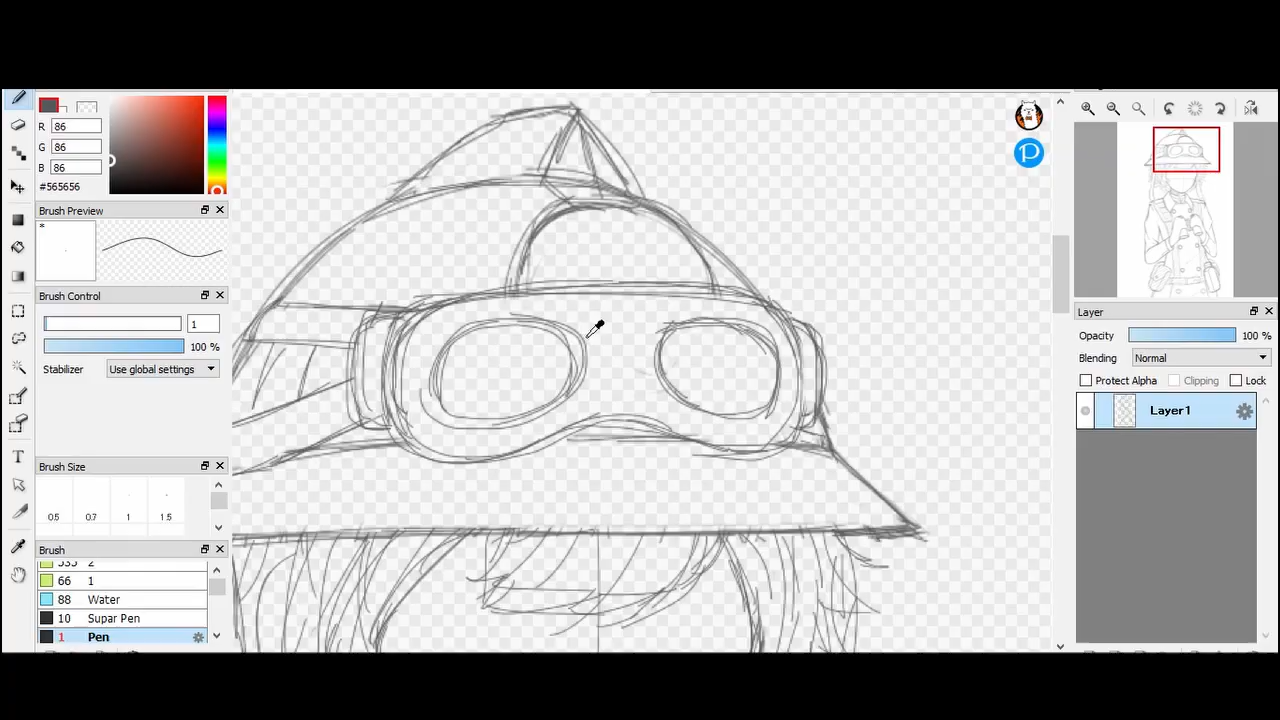 R 86
G 86
B 86
#565656
Brush Preview
*
Brush Control
1
100 %
Stabilizer Use global settings
Brush Size
0.5 0.7 1 1.5
Brush
2
66 1
88 Water
10 Supar Pen
1 Pen
T
P
Layer
Opacity 100 %
Blending Normal
Protect Alpha Clipping Lock
Layer1